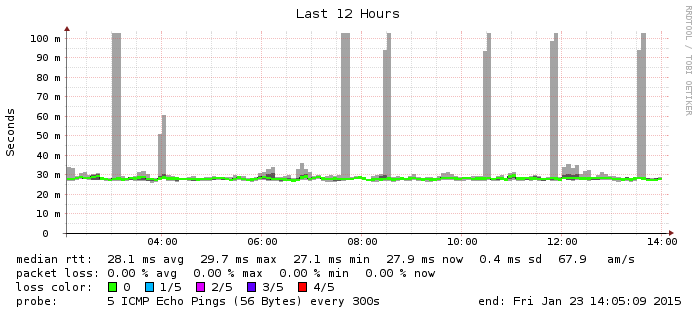 Last 12 Hours
RRDTOOL / TOBI OETIKER
Seconds
100 m
90 m
80 m
70 m
60 m
50 m
40 m
30 m
20 m
10 m
0
04:00 06:00 08:00 10:00 12:00 14:00
median rtt: 28.1 ms avg 29.7 ms max 27.1 ms min 27.9 ms now 0.4 ms sd 67.9 am/s
packet loss: 0.00 % avg 0.00 % max 0.00 % min 0.00 % now
loss color: 0 1/5 2/5 3/5 4/5
probe: 5 ICMP Echo Pings (56 Bytes) every 300s end: Fri Jan 23 14:05:09 2015